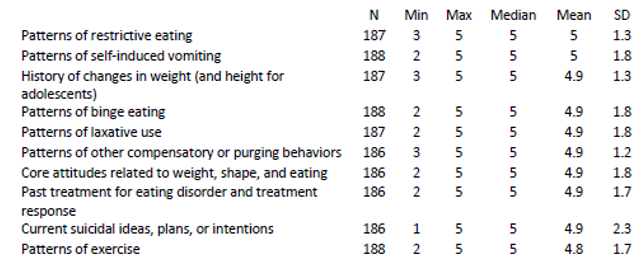 N Min Max Median Mean SD
Patterns of restrictive eating 187 3 5 5 5 1.3
Patterns of self-induced vomiting 188 2 5 5 5 1.8
History of changes in weight (and height for 187 3 5 5 4.9 1.3
adolescents)
Patterns of binge eating 188 2 5 5 4.9 1.8
Patterns of laxative use 187 2 5 5 4.9 1.8
Patterns of other compensatory or purging behaviors 186 3 5 5 4.9 1.2
Core attitudes related to weight, shape, and eating 186 2 5 5 4.9 1.8
Past treatment for eating disorder and treatment 186 2 5 5 4.9 1.7
response
Current suicidal ideas, plans, or intentions 186 1 5 5 4.9 2.3
Patterns of exercise 188 2 5 5 4.8 1.7